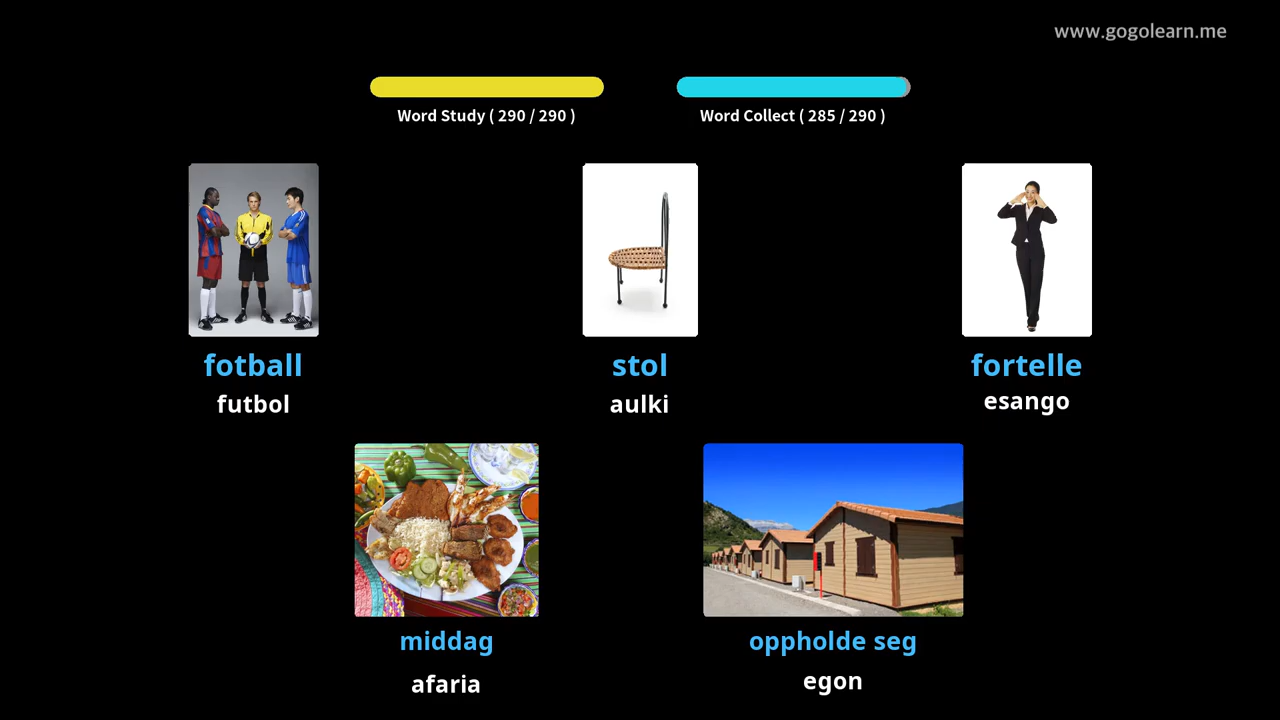 www.gogolearn.me
Word Study ( 290 / 290 )
Word Collect ( 285 / 290 )
fotball
futbol
stol
aulki
fortelle
esango
middag
afaria
oppholde seg
egon